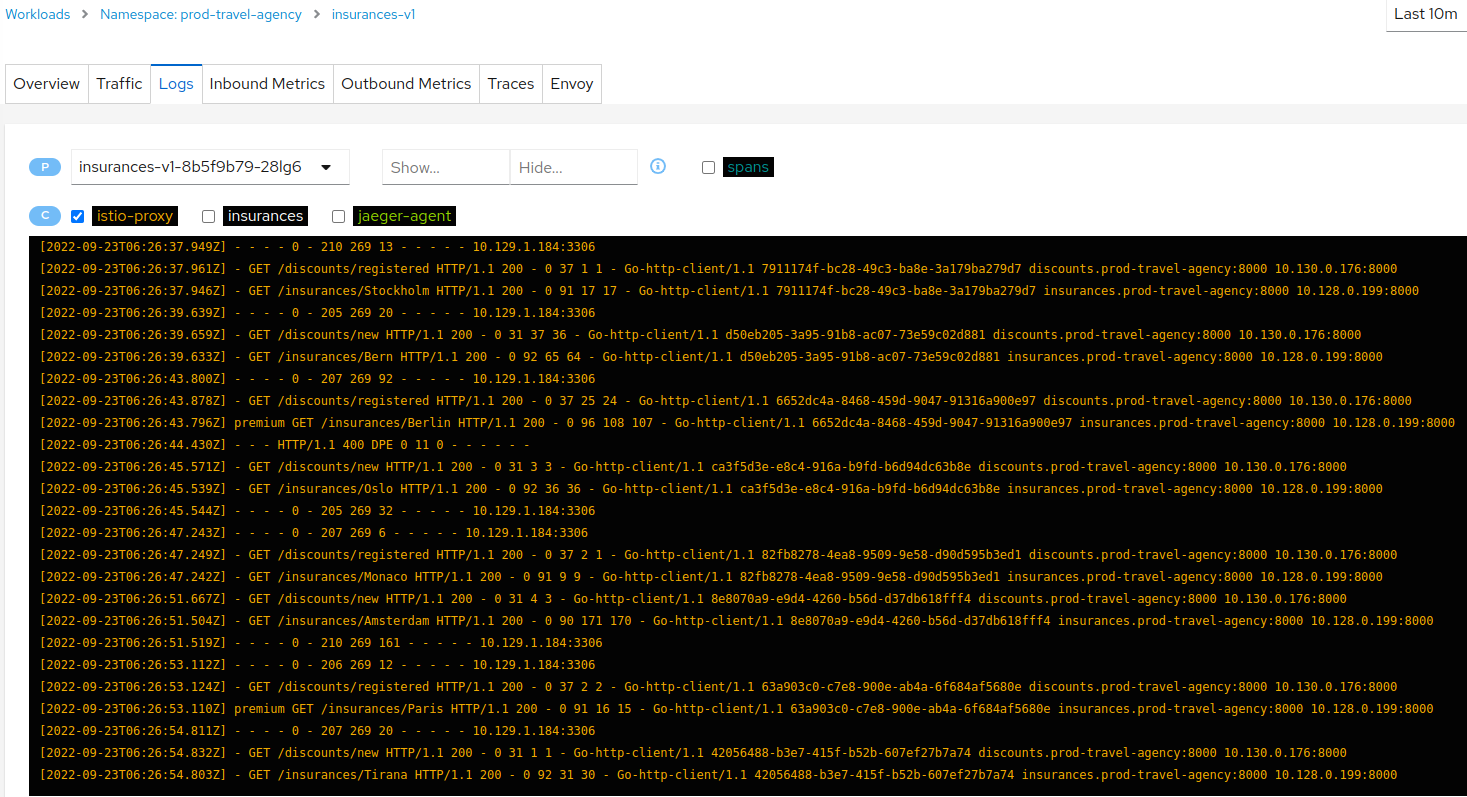 Workloads > Namespace: prod-travel-agency > insurances-v1
Last 10m
Overview Traffic Logs Inbound Metrics Outbound Metrics Traces Envoy
P insurances-v1-8b5f9b79-28lg6 Show... Hide... spans
C istio-proxy insurances jaeger-agent
[2022-09-23T06:26:37.949Z] - - - - 0 - 210 269 13 - - - - - 10.129.1.184:3306
[2022-09-23T06:26:37.961Z] - GET /discounts/registered HTTP/1.1 200 - 0 37 1 1 - Go-http-client/1.1 7911174f-bc28-49c3-ba8e-3a179ba279d7 discounts.prod-travel-agency:8000 10.130.0.176:8000
[2022-09-23T06:26:37.946Z] - GET /insurances/Stockholm HTTP/1.1 200 - 0 91 17 17 - Go-http-client/1.1 7911174f-bc28-49c3-ba8e-3a179ba279d7 insurances.prod-travel-agency:8000 10.128.0.199:8000
[2022-09-23T06:26:39.639Z] - - - - 0 - 205 269 20 - - - - - 10.129.1.184:3306
[2022-09-23T06:26:39.659Z] - GET /discounts/new HTTP/1.1 200 - 0 31 37 36 - Go-http-client/1.1 d50eb205-3a95-91b8-ac07-73e59c02d881 discounts.prod-travel-agency:8000 10.130.0.176:8000
[2022-09-23T06:26:39.633Z] - GET /insurances/Bern HTTP/1.1 200 - 0 92 65 64 - Go-http-client/1.1 d50eb205-3a95-91b8-ac07-73e59c02d881 insurances.prod-travel-agency:8000 10.128.0.199:8000
[2022-09-23T06:26:43.800Z] - - - - 0 - 207 269 92 - - - - - 10.129.1.184:3306
[2022-09-23T06:26:43.878Z] - GET /discounts/registered HTTP/1.1 200 - 0 37 25 24 - Go-http-client/1.1 6652dc4a-8468-459d-9047-91316a900e97 discounts.prod-travel-agency:8000 10.130.0.176:8000
[2022-09-23T06:26:43.796Z] premium GET /insurances/Berlin HTTP/1.1 200 - 0 96 108 107 - Go-http-client/1.1 6652dc4a-8468-459d-9047-91316a900e97 insurances.prod-travel-agency:8000 10.128.0.199:8000
[2022-09-23T06:26:44.430Z] - - - HTTP/1.1 400 DPE 0 11 0 - - - - - -
[2022-09-23T06:26:45.571Z] - GET /discounts/new HTTP/1.1 200 - 0 31 3 3 - Go-http-client/1.1 ca3f5d3e-e8c4-916a-b9fd-b6d94dc63b8e discounts.prod-travel-agency:8000 10.130.0.176:8000
[2022-09-23T06:26:45.539Z] - GET /insurances/Oslo HTTP/1.1 200 - 0 92 36 36 - Go-http-client/1.1 ca3f5d3e-e8c4-916a-b9fd-b6d94dc63b8e insurances.prod-travel-agency:8000 10.128.0.199:8000
[2022-09-23T06:26:45.544Z] - - - - 0 - 205 269 32 - - - - - 10.129.1.184:3306
[2022-09-23T06:26:47.243Z] - - - - 0 - 207 269 6 - - - - - 10.129.1.184:3306
[2022-09-23T06:26:47.249Z] - GET /discounts/registered HTTP/1.1 200 - 0 37 2 1 - Go-http-client/1.1 82fb8278-4ea8-9509-9e58-d90d595b3ed1 discounts.prod-travel-agency:8000 10.130.0.176:8000
[2022-09-23T06:26:47.242Z] - GET /insurances/Monaco HTTP/1.1 200 - 0 91 9 9 - Go-http-client/1.1 82fb8278-4ea8-9509-9e58-d90d595b3ed1 insurances.prod-travel-agency:8000 10.128.0.199:8000
[2022-09-23T06:26:51.667Z] - GET /discounts/new HTTP/1.1 200 - 0 31 4 3 - Go-http-client/1.1 8e8070a9-e9d4-4260-b56d-d37db618fff4 discounts.prod-travel-agency:8000 10.130.0.176:8000
[2022-09-23T06:26:51.504Z] - GET /insurances/Amsterdam HTTP/1.1 200 - 0 90 171 170 - Go-http-client/1.1 8e8070a9-e9d4-4260-b56d-d37db618fff4 insurances.prod-travel-agency:8000 10.128.0.199:8000
[2022-09-23T06:26:51.519Z] - - - - 0 - 210 269 161 - - - - - 10.129.1.184:3306
[2022-09-23T06:26:53.112Z] - - - - 0 - 206 269 12 - - - - - 10.129.1.184:3306
[2022-09-23T06:26:53.124Z] - GET /discounts/registered HTTP/1.1 200 - 0 37 2 2 - Go-http-client/1.1 63a903c0-c7e8-900e-ab4a-6f684af5680e discounts.prod-travel-agency:8000 10.130.0.176:8000
[2022-09-23T06:26:53.110Z] premium GET /insurances/Paris HTTP/1.1 200 - 0 91 16 15 - Go-http-client/1.1 63a903c0-c7e8-900e-ab4a-6f684af5680e insurances.prod-travel-agency:8000 10.128.0.199:8000
[2022-09-23T06:26:54.811Z] - - - - 0 - 207 269 20 - - - - - 10.129.1.184:3306
[2022-09-23T06:26:54.832Z] - GET /discounts/new HTTP/1.1 200 - 0 31 1 1 - Go-http-client/1.1 42056488-b3e7-415f-b52b-607ef27b7a74 discounts.prod-travel-agency:8000 10.130.0.176:8000
[2022-09-23T06:26:54.803Z] - GET /insurances/Tirana HTTP/1.1 200 - 0 92 31 30 - Go-http-client/1.1 42056488-b3e7-415f-b52b-607ef27b7a74 insurances.prod-travel-agency:8000 10.128.0.199:8000